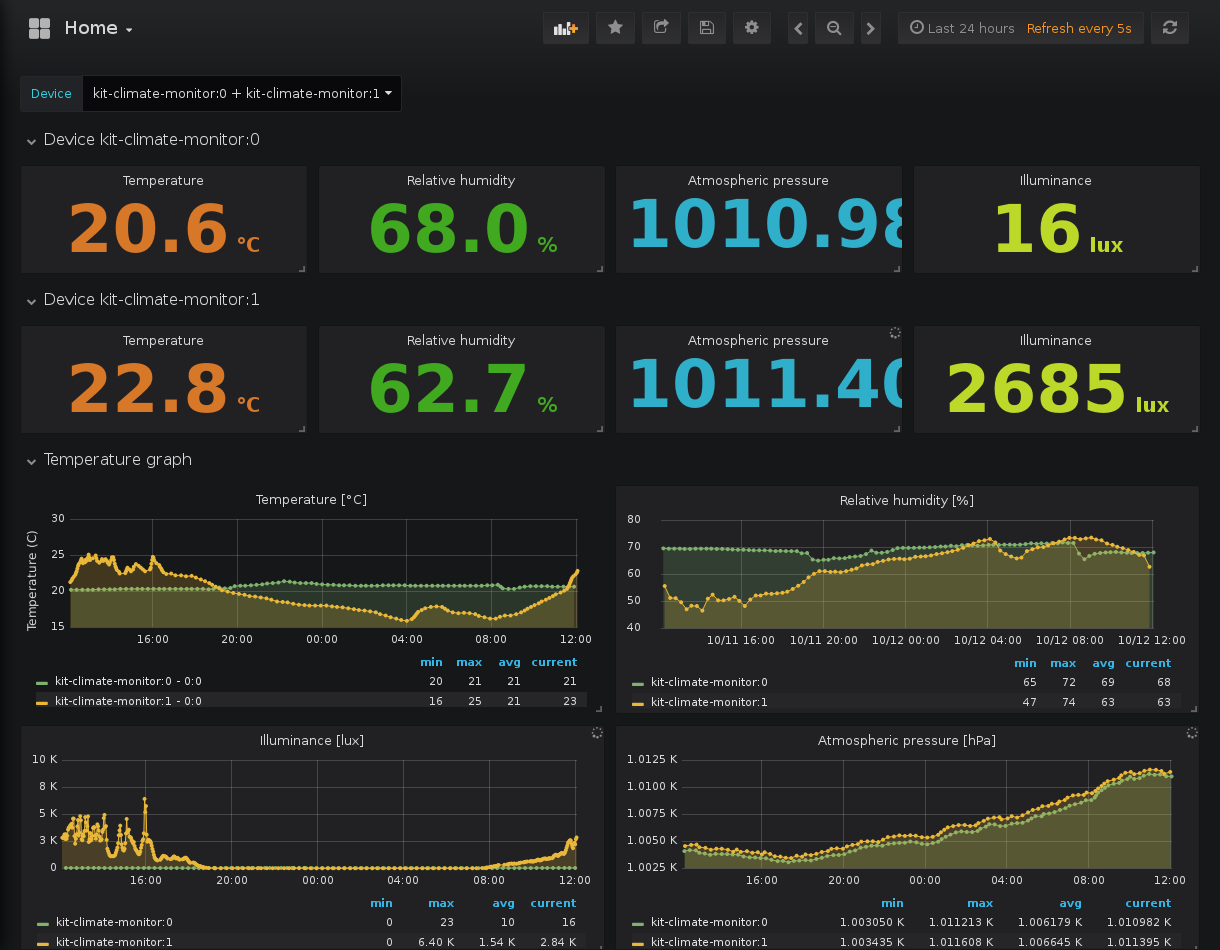 Home
Last 24 hours Refresh every 5s
Device kit-climate-monitor:0 + kit-climate-monitor:1
Device kit-climate-monitor:0
Temperature Relative humidity Atmospheric pressure Illuminance
20.6 °C 68.0 % 1010.98 16 lux
Device kit-climate-monitor:1
Temperature Relative humidity Atmospheric pressure Illuminance
22.8 °C 62.7 % 1011.40 2685 lux
Temperature graph
Temperature [°C]
Temperature (C)
30
25
20
15
16:00 20:00 00:00 04:00 08:00 12:00
min max avg current
kit-climate-monitor:0 - 0:0 20 21 21 21
kit-climate-monitor:1 - 0:0 16 25 21 23
Relative humidity [%]
80
70
60
50
40
10/11 16:00 10/11 20:00 10/12 00:00 10/12 04:00 10/12 08:00 10/12 12:00
min max avg current
kit-climate-monitor:0 65 72 69 68
kit-climate-monitor:1 47 74 63 63
Illuminance [lux]
10 K
8 K
5 K
3 K
0
16:00 20:00 00:00 04:00 08:00 12:00
min max avg current
kit-climate-monitor:0 0 23 10 16
kit-climate-monitor:1 0 6.40 K 1.54 K 2.84 K
Atmospheric pressure [hPa]
1.0125 K
1.0100 K
1.0075 K
1.0050 K
1.0025 K
16:00 20:00 00:00 04:00 08:00 12:00
min max avg current
kit-climate-monitor:0 1.003050 K 1.011213 K 1.006179 K 1.010982 K
kit-climate-monitor:1 1.003435 K 1.011608 K 1.006645 K 1.011395 K